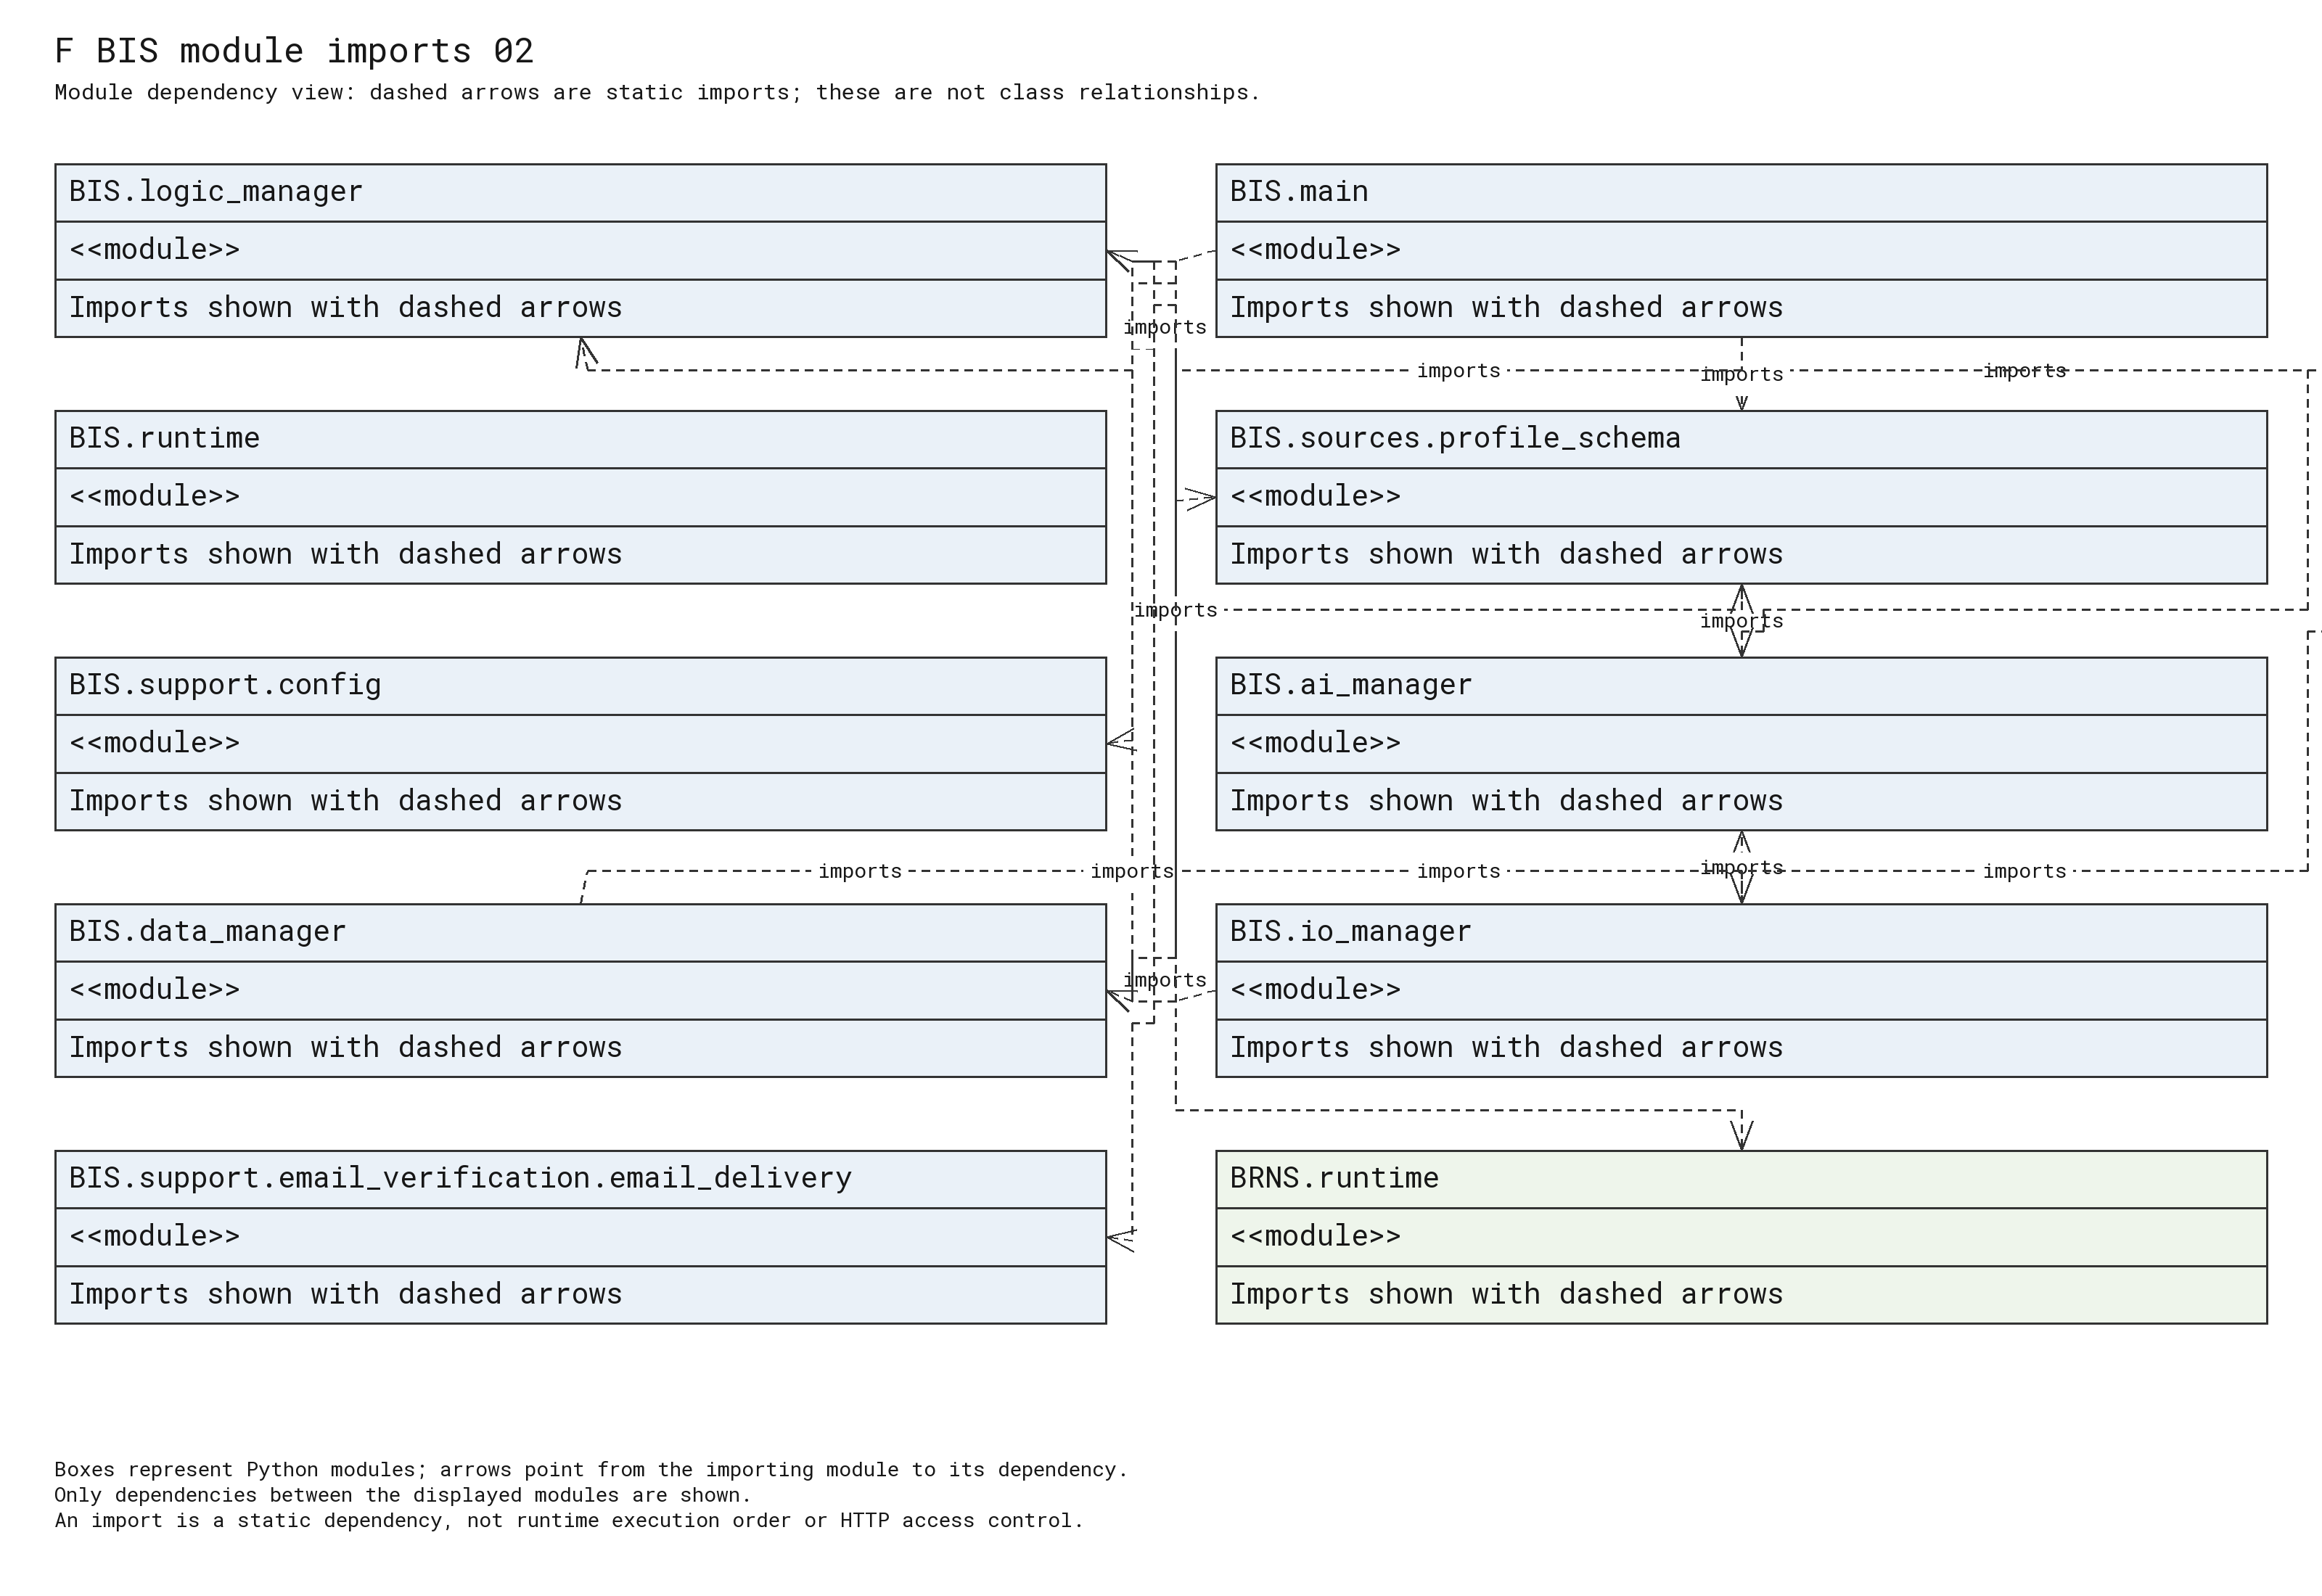 F BIS module imports 02
Module dependency view: dashed arrows are static imports; these are not class relationships.
BIS.logic_manager
<<module>>
Imports shown with dashed arrows
BIS.main
<<module>>
Imports shown with dashed arrows
imports
imports
imports
imports
BIS.runtime
<<module>>
Imports shown with dashed arrows
BIS.sources.profile_schema
<<module>>
Imports shown with dashed arrows
imports
imports
BIS.support.config
<<module>>
Imports shown with dashed arrows
BIS.ai_manager
<<module>>
Imports shown with dashed arrows
imports
imports
imports
imports
imports
BIS.data_manager
<<module>>
Imports shown with dashed arrows
imports
BIS.io_manager
<<module>>
Imports shown with dashed arrows
BIS.support.email_verification.email_delivery
<<module>>
Imports shown with dashed arrows
BRNS.runtime
<<module>>
Imports shown with dashed arrows
Boxes represent Python modules; arrows point from the importing module to its dependency.
Only dependencies between the displayed modules are shown.
An import is a static dependency, not runtime execution order or HTTP access control.